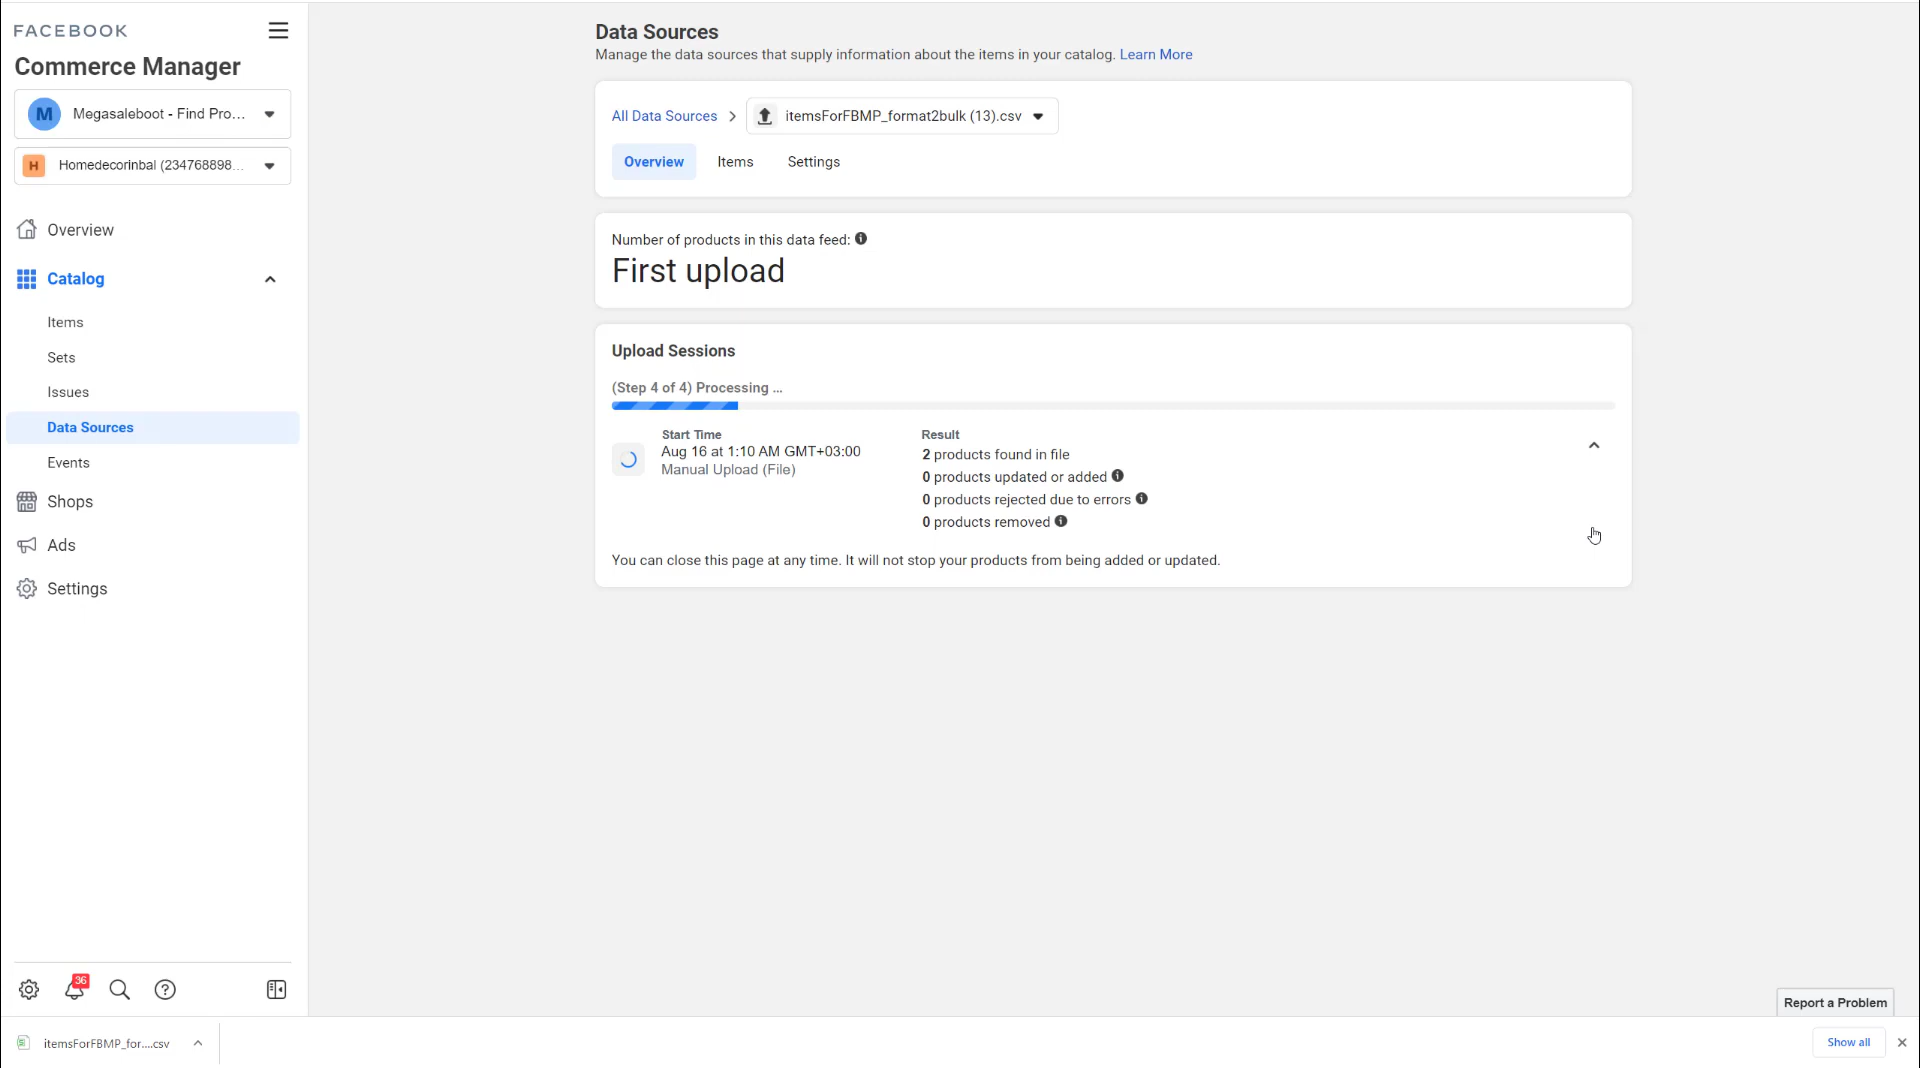 FACEBOOK
Commerce Manager
M
Megasaleboot - Find Pro...
H
Homedecorinbal (234768898...
Overview
Catalog
Items
Sets
Issues
Data Sources
Events
Shops
Ads
Settings
36
Data Sources
Manage the data sources that supply information about the items in your catalog. Learn More
All Data Sources
itemsForFBMP_format2bulk (13).csv
Overview Items Settings
Number of products in this data feed:
First upload
Upload Sessions
(Step 4 of 4) Processing ...
Start Time
Aug 16 at 1:10 AM GMT+03:00
Manual Upload (File)
Result
2 products found in file
0 products updated or added
0 products rejected due to errors
0 products removed
You can close this page at any time. It will not stop your products from being added or updated.
Report a Problem
itemsForFBMP_for....csv
Show all